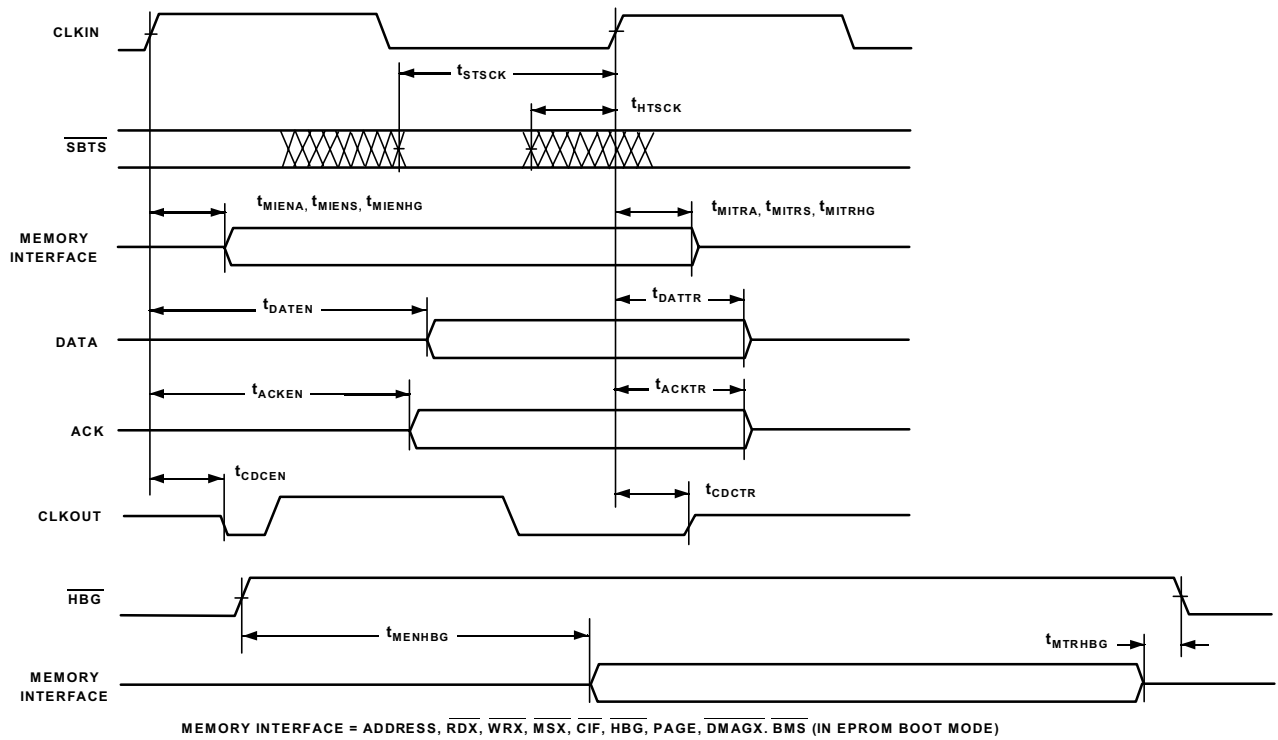 CLKIN
tSTSCK
tHTSCK
SBTS
tMIENA, tMIENS, tMIENHG
tMITRA, tMITRS, tMITRHG
MEMORY
INTERFACE
tDATEN
tDATTR
DATA
tACKEN
tACKTR
ACK
tCDCEN
tCDCTR
CLKOUT
HBG
tMENHBG
tMTRHBG
MEMORY
INTERFACE
MEMORY INTERFACE = ADDRESS, RDX, WRX, MSX, CIF, HBG, PAGE, DMAGX. BMS (IN EPROM BOOT MODE)